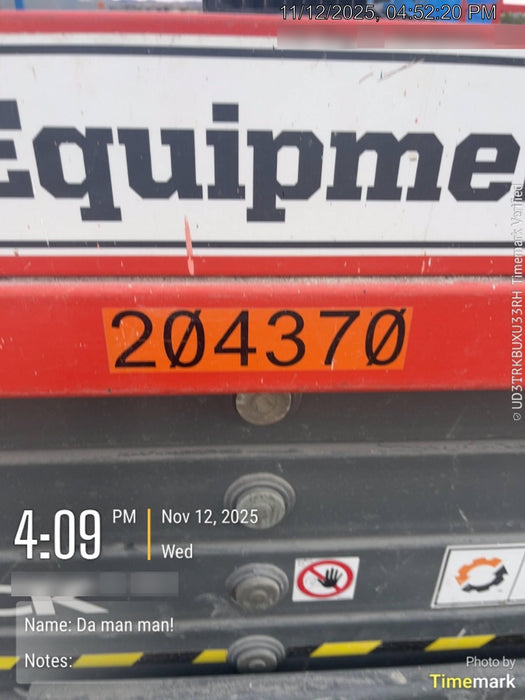 11/12/2025, 04:52:20 PM
Equipme
204370
4:09 PM
Nov 12, 2025
Wed
Name: Da man man!
Notes:
Photo by
Timemark
UD3TRKBUXU33RH Timemark Verified